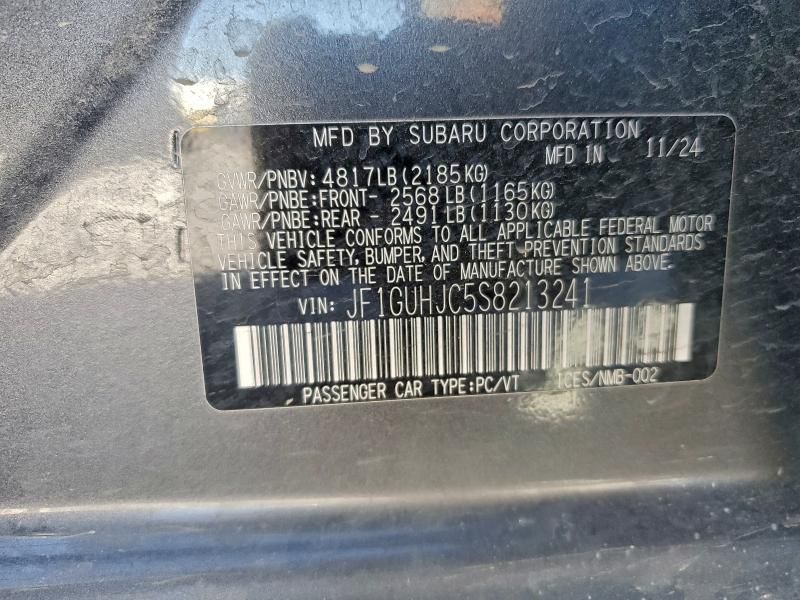 MFD BY SUBARU CORPORATION
MFD IN 11/24
GVWR/PNBV: 4817LB (2185KG)
GAWR/PNBE:FRONT- 2568LB (1165KG)
GAWR/PNBE:REAR - 2491LB (1130KG)
THIS VEHICLE CONFORMS TO ALL APPLICABLE FEDERAL MOTOR
VEHICLE SAFETY, BUMPER, AND THEFT PREVENTION STANDARDS
IN EFFECT ON THE DATE OF MANUFACTURE SHOWN ABOVE.
VIN: JF1GUHJC5S8213241
PASSENGER CAR TYPE:PC/VT ICES/NMB-002